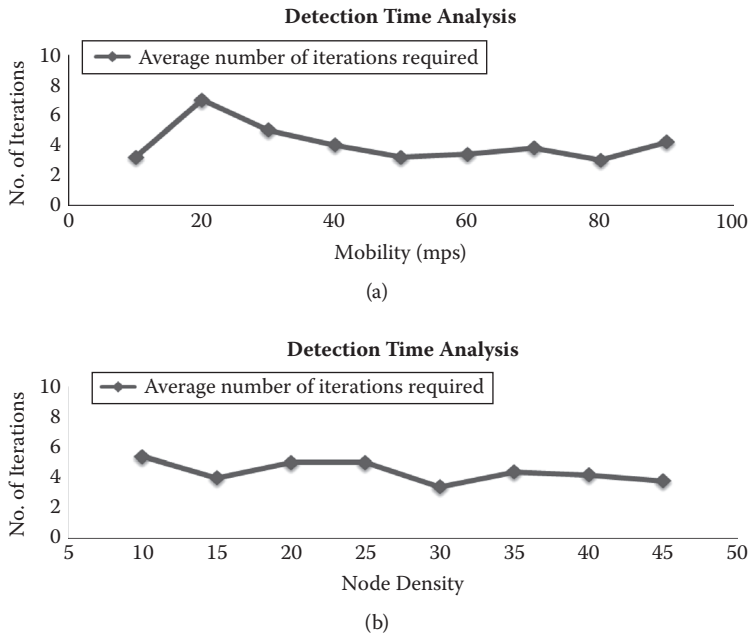 Detection Time Analysis
Average number of iterations required
10
8
6
4
2
0
No. of Iterations
0 20 40 60 80 100
Mobility (mps)
(a)
Detection Time Analysis
Average number of iterations required
10
8
6
4
2
0
No. of Iterations
5 10 15 20 25 30 35 40 45 50
Node Density
(b)